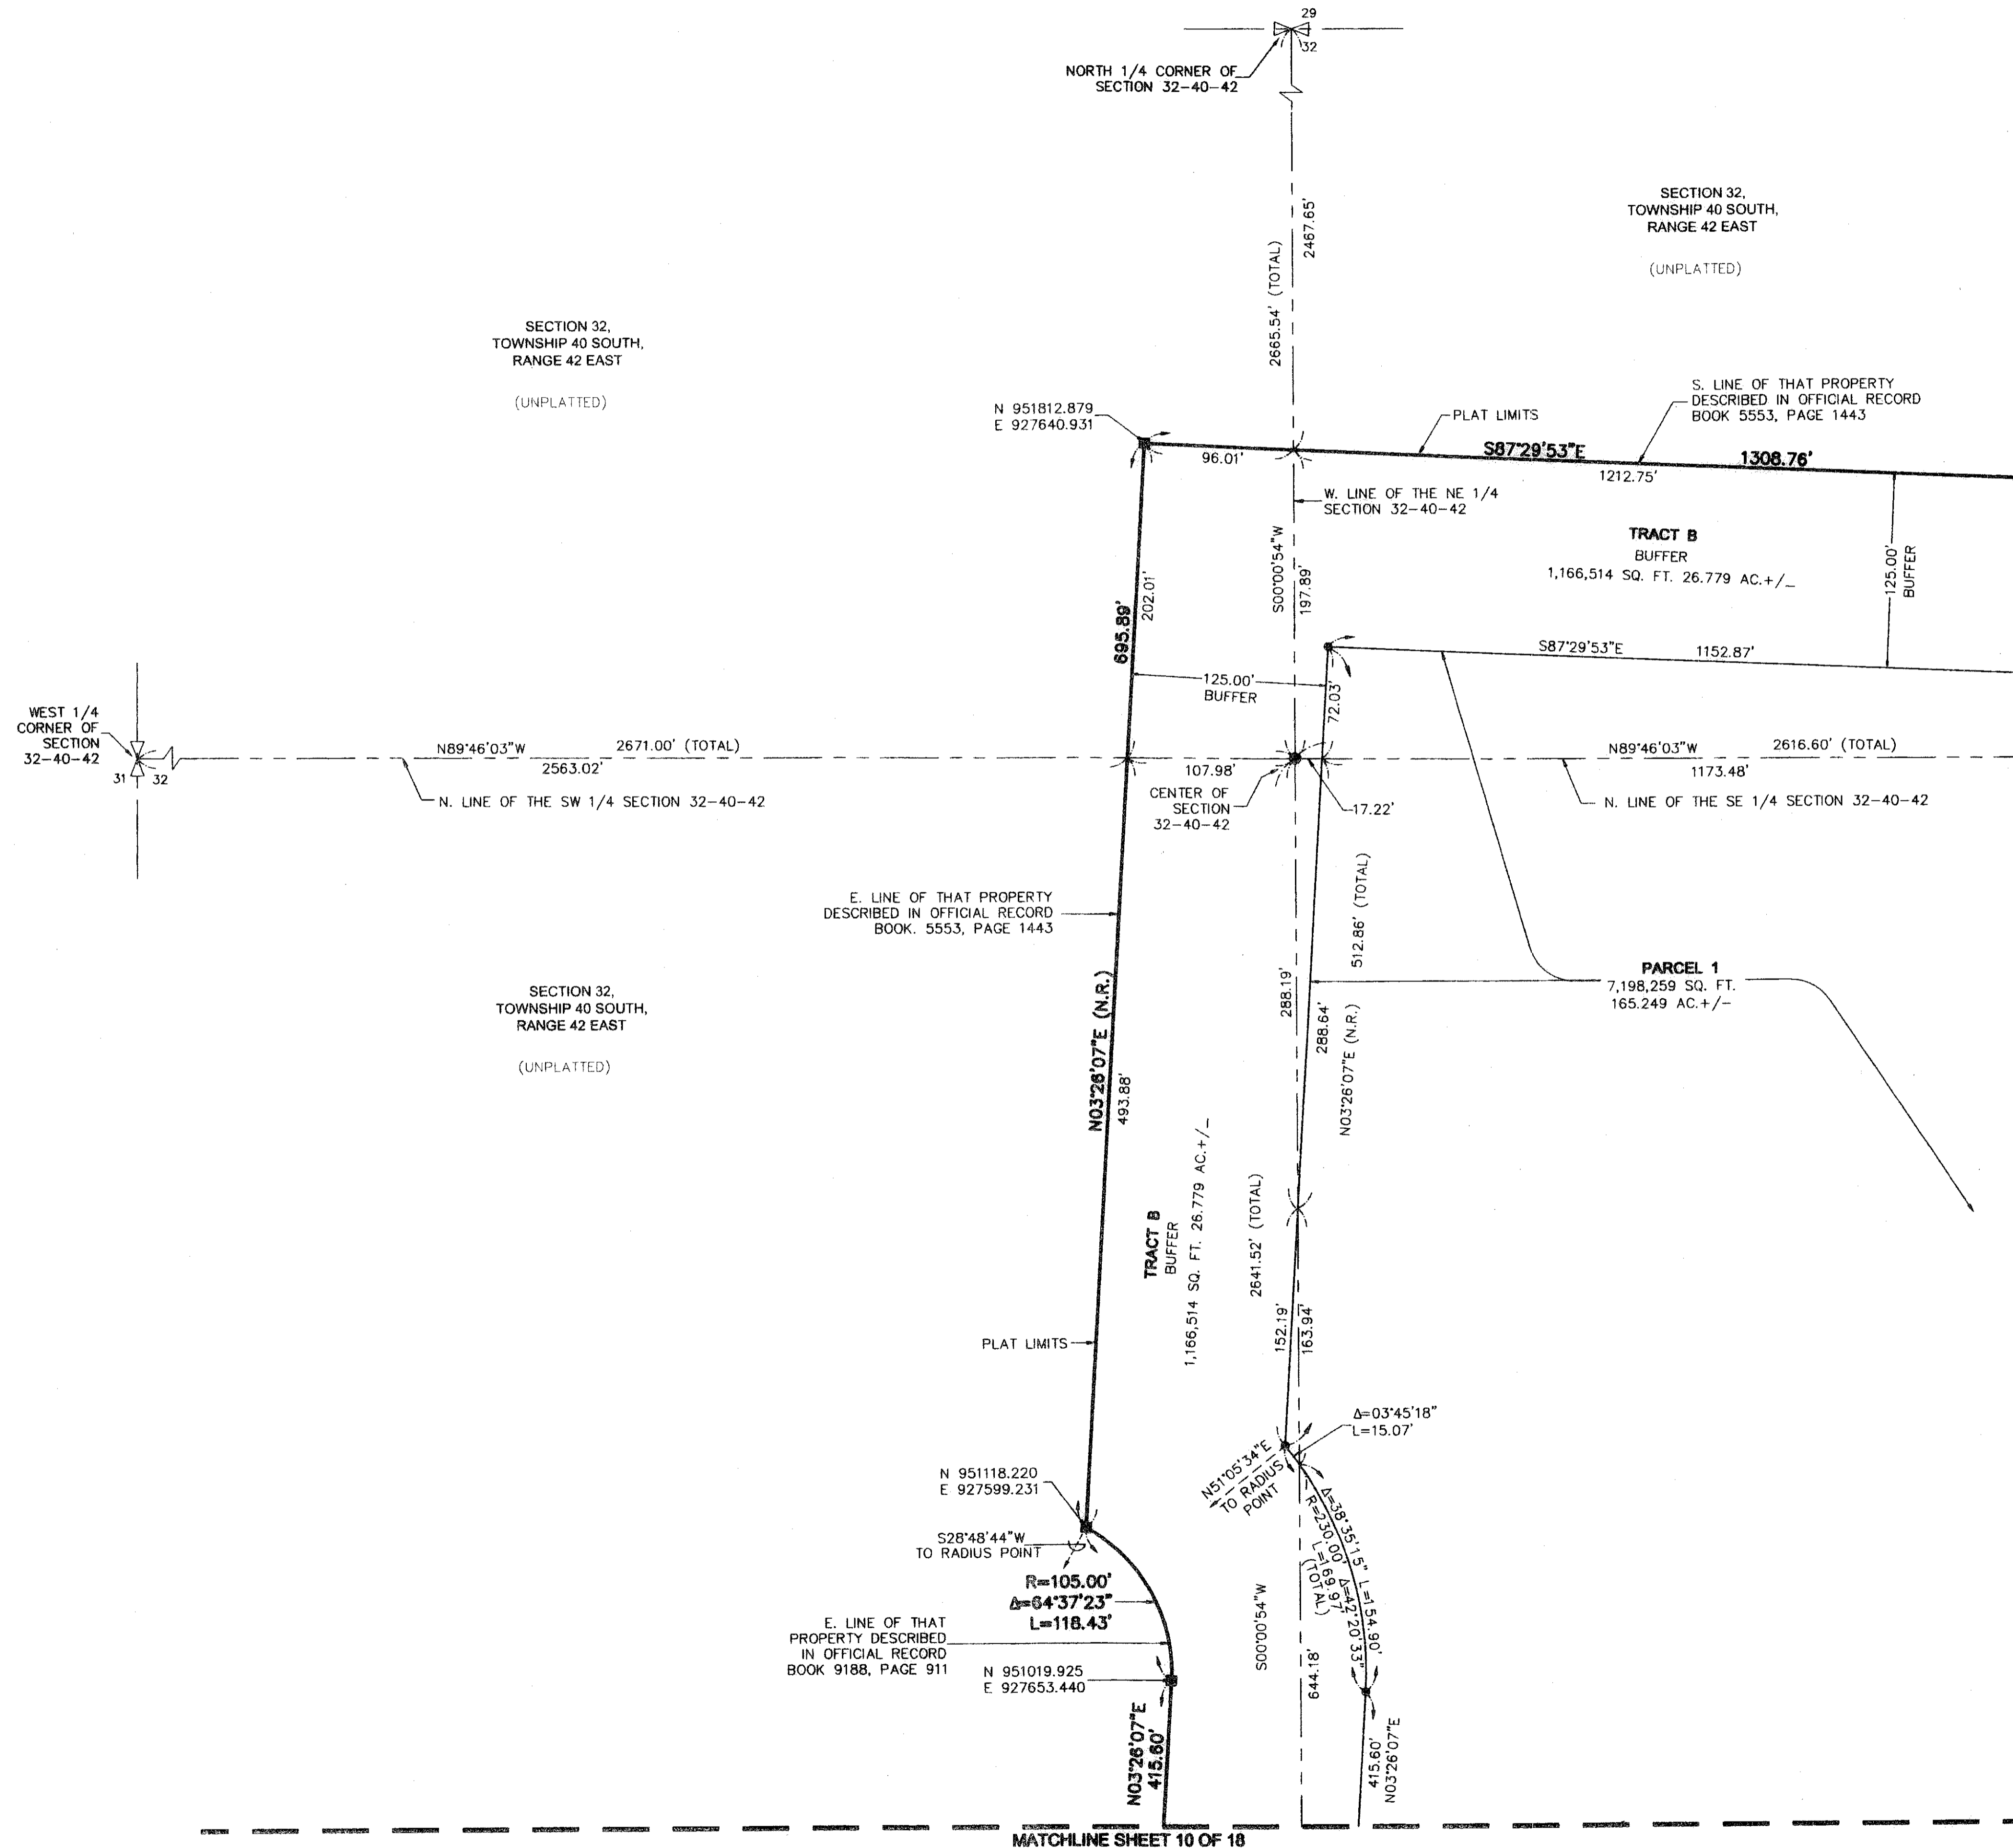 29
32
NORTH 1/4 CORNER OF
SECTION 32-40-42
2467.65'
2665.54' (TOTAL)
SECTION 32,
TOWNSHIP 40 SOUTH,
RANGE 42 EAST
(UNPLATTED)
SECTION 32,
TOWNSHIP 40 SOUTH,
RANGE 42 EAST
(UNPLATTED)
N 951812.879
E 927640.931
S. LINE OF THAT PROPERTY
DESCRIBED IN OFFICIAL RECORD
BOOK 5553, PAGE 1443
PLAT LIMITS
96.01'
S87°29'53"E
1308.76'
1212.75'
W. LINE OF THE NE 1/4
SECTION 32-40-42
TRACT B
BUFFER
1,166,514 SQ. FT. 26.779 AC.+/_
125.00'
BUFFER
S00°00'54"W
197.89'
202.01'
695.89'
S87°29'53"E
1152.87'
125.00'
BUFFER
72.03'
WEST 1/4
CORNER OF
SECTION
32-40-42
31
32
N89°46'03"W
2671.00' (TOTAL)
2563.02'
N. LINE OF THE SW 1/4 SECTION 32-40-42
107.98'
CENTER OF
SECTION
32-40-42
17.22'
N89°46'03"W
2616.60' (TOTAL)
1173.48'
N. LINE OF THE SE 1/4 SECTION 32-40-42
E. LINE OF THAT PROPERTY
DESCRIBED IN OFFICIAL RECORD
BOOK. 5553, PAGE 1443
512.86' (TOTAL)
288.19'
288.64'
N03°26'07"E (N.R.)
PARCEL 1
7,198,259 SQ. FT.
165.249 AC.+/-
SECTION 32,
TOWNSHIP 40 SOUTH,
RANGE 42 EAST
(UNPLATTED)
N03°26'07"E (N.R.)
493.88'
TRACT B
BUFFER
1,166,514 SQ. FT. 26.779 AC.+/_
2641.52' (TOTAL)
152.19'
163.94'
PLAT LIMITS
Δ=03°45'18"
L=15.07'
N51°05'34"E
TO RADIUS
POINT
N 951118.220
E 927599.231
S28°48'44"W
TO RADIUS POINT
R=105.00'
Δ=64°37'23"
L=118.43'
Δ=38°35'15" L=154.90'
R=230.00' Δ=42°20'33"
L=169.97'
(TOTAL)
E. LINE OF THAT
PROPERTY DESCRIBED
IN OFFICIAL RECORD
BOOK 9188, PAGE 911
N 951019.925
E 927653.440
S00°00'54"W
644.18'
N03°26'07"E
415.60'
415.60'
N03°26'07"E
MATCHLINE SHEET 10 OF 18